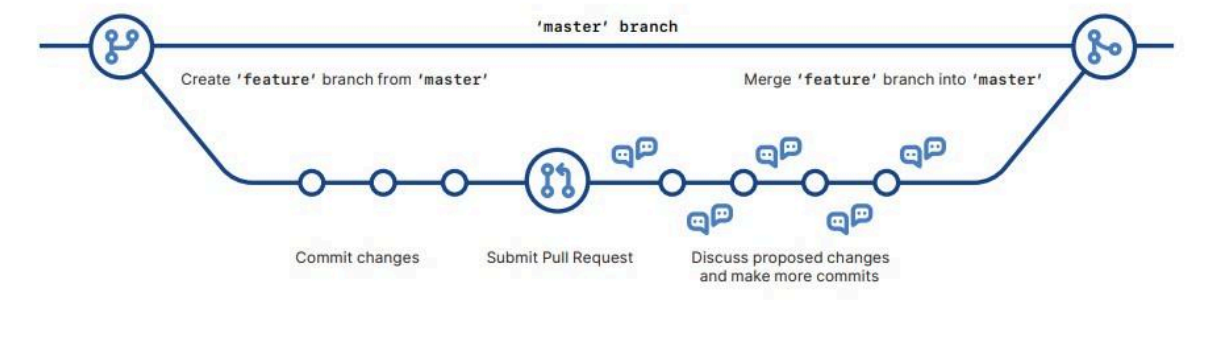 ‘master’ branch
Create ‘feature’ branch from ‘master’
Merge ‘feature’ branch into ‘master’
Commit changes
Submit Pull Request
Discuss proposed changes
and make more commits